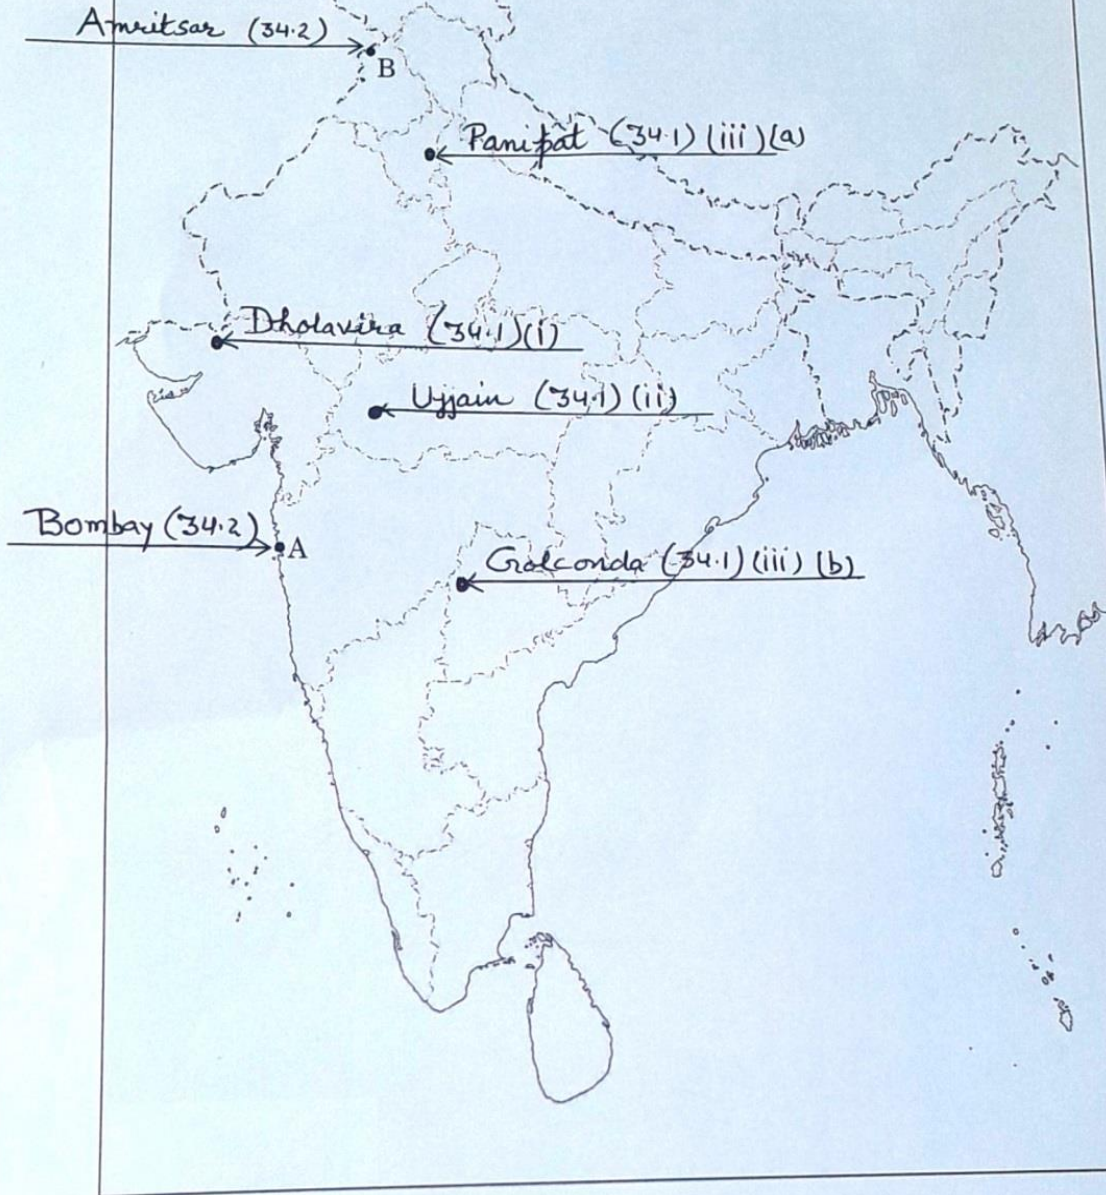 Amritsar (34.2)
B
Panipat (34.1) (iii) (a)
Dholavira (34.1) (i)
Ujjain (34.1) (ii)
Bombay (34.2)
A
Golconda (34.1) (iii) (b)